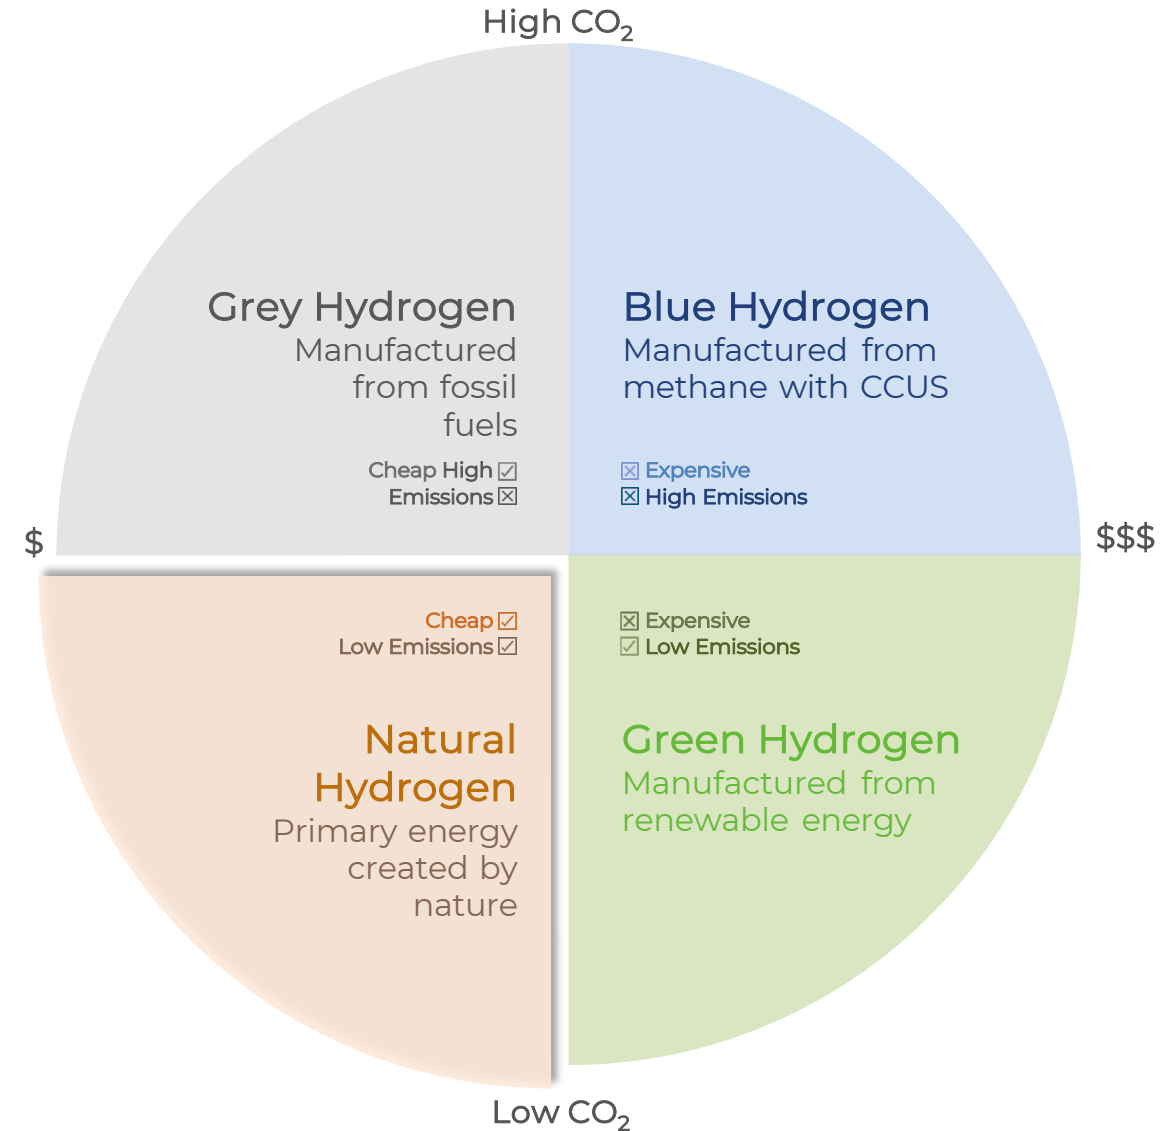 High CO₂
Grey Hydrogen
Manufactured
from fossil
fuels
Cheap High ☑
Emissions ☒
Blue Hydrogen
Manufactured from
methane with CCUS
☒ Expensive
☒ High Emissions
$
$$$
Cheap ☑
Low Emissions ☑
Natural
Hydrogen
Primary energy
created by
nature
☒ Expensive
☑ Low Emissions
Green Hydrogen
Manufactured from
renewable energy
Low CO₂